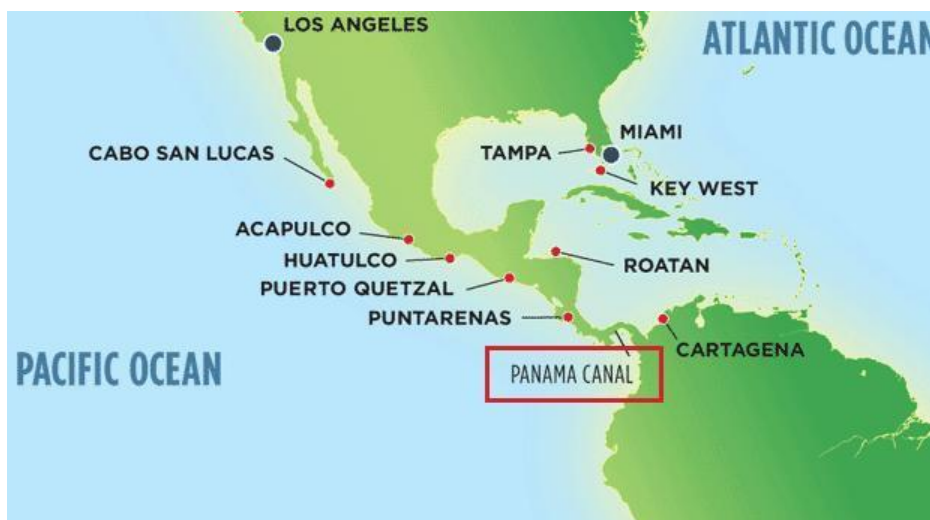 LOS ANGELES
ATLANTIC OCEAN
MIAMI
TAMPA
CABO SAN LUCAS
KEY WEST
ACAPULCO
HUATULCO
ROATAN
PUERTO QUETZAL
PUNTARENAS
CARTAGENA
PACIFIC OCEAN
PANAMA CANAL